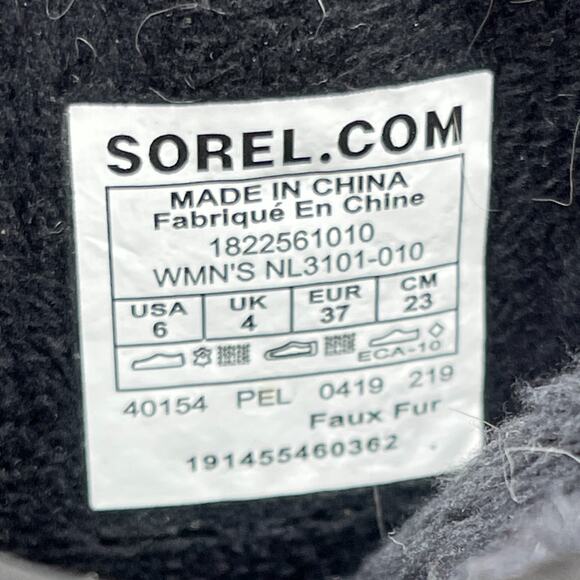 SOREL.COM
MADE IN CHINA
Fabriqué En Chine
1822561010
WMN'S NL3101-010
USA UK EUR CM
6 4 37 23
ECA-10
40154 PEL 0419 219
Faux Fur
191455460362